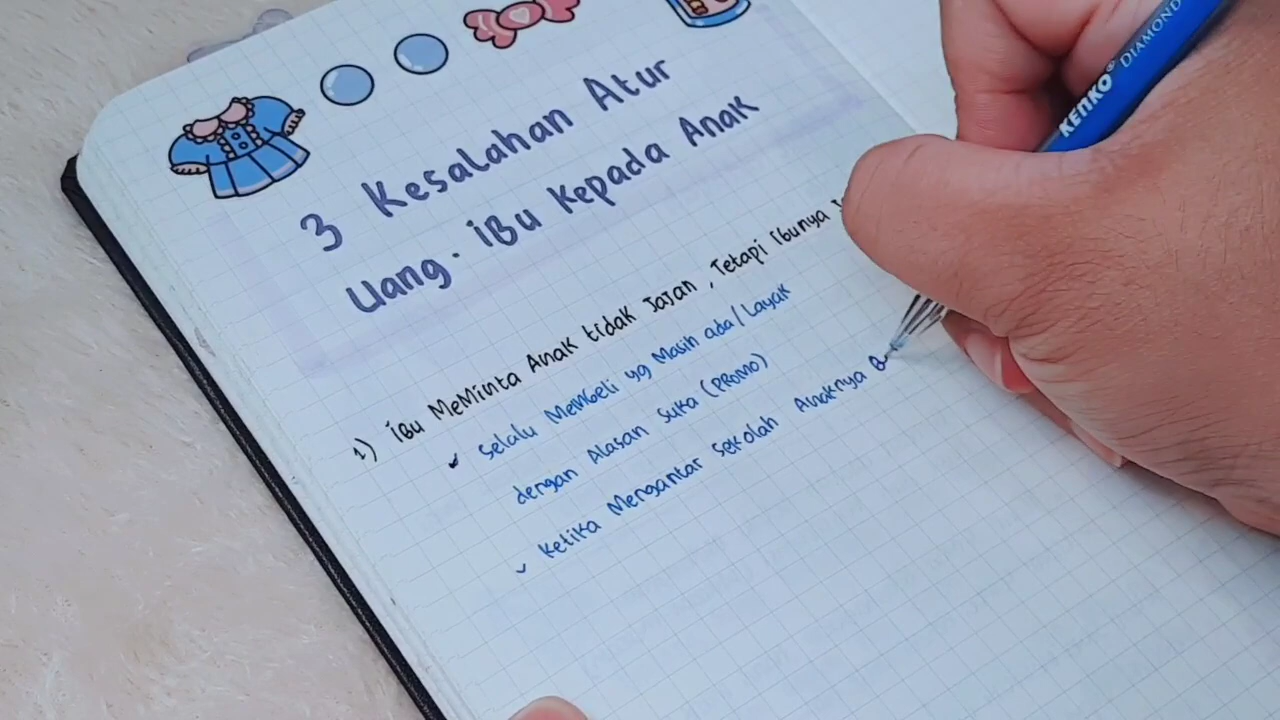 3 Kesalahan Atur
Uang. iBu Kepada Anak
1) iBu MeMinta AnaK tidaK JaJan, Tetapi Ibunya
selalu Membeli yg Masih ada/Layak
dengan Alasan Suka (PROMO)
Ketika Mengantar sekolah Anaknya
KENKO® DIAMOND